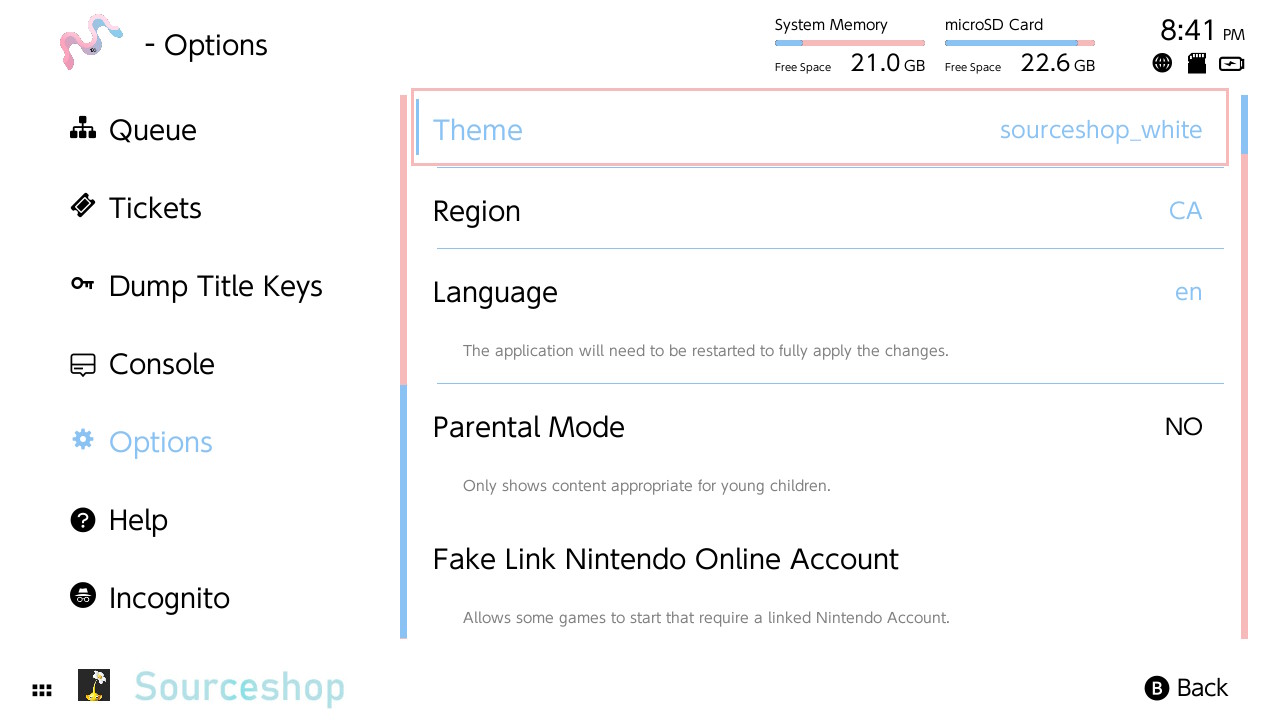 - Options
System Memory
Free Space 21.0 GB
microSD Card
Free Space 22.6 GB
8:41 PM
Queue
Tickets
Dump Title Keys
Console
Options
Help
Incognito
Theme sourceshop_white
Region CA
Language en
The application will need to be restarted to fully apply the changes.
Parental Mode NO
Only shows content appropriate for young children.
Fake Link Nintendo Online Account
Allows some games to start that require a linked Nintendo Account.
Sourceshop
B Back